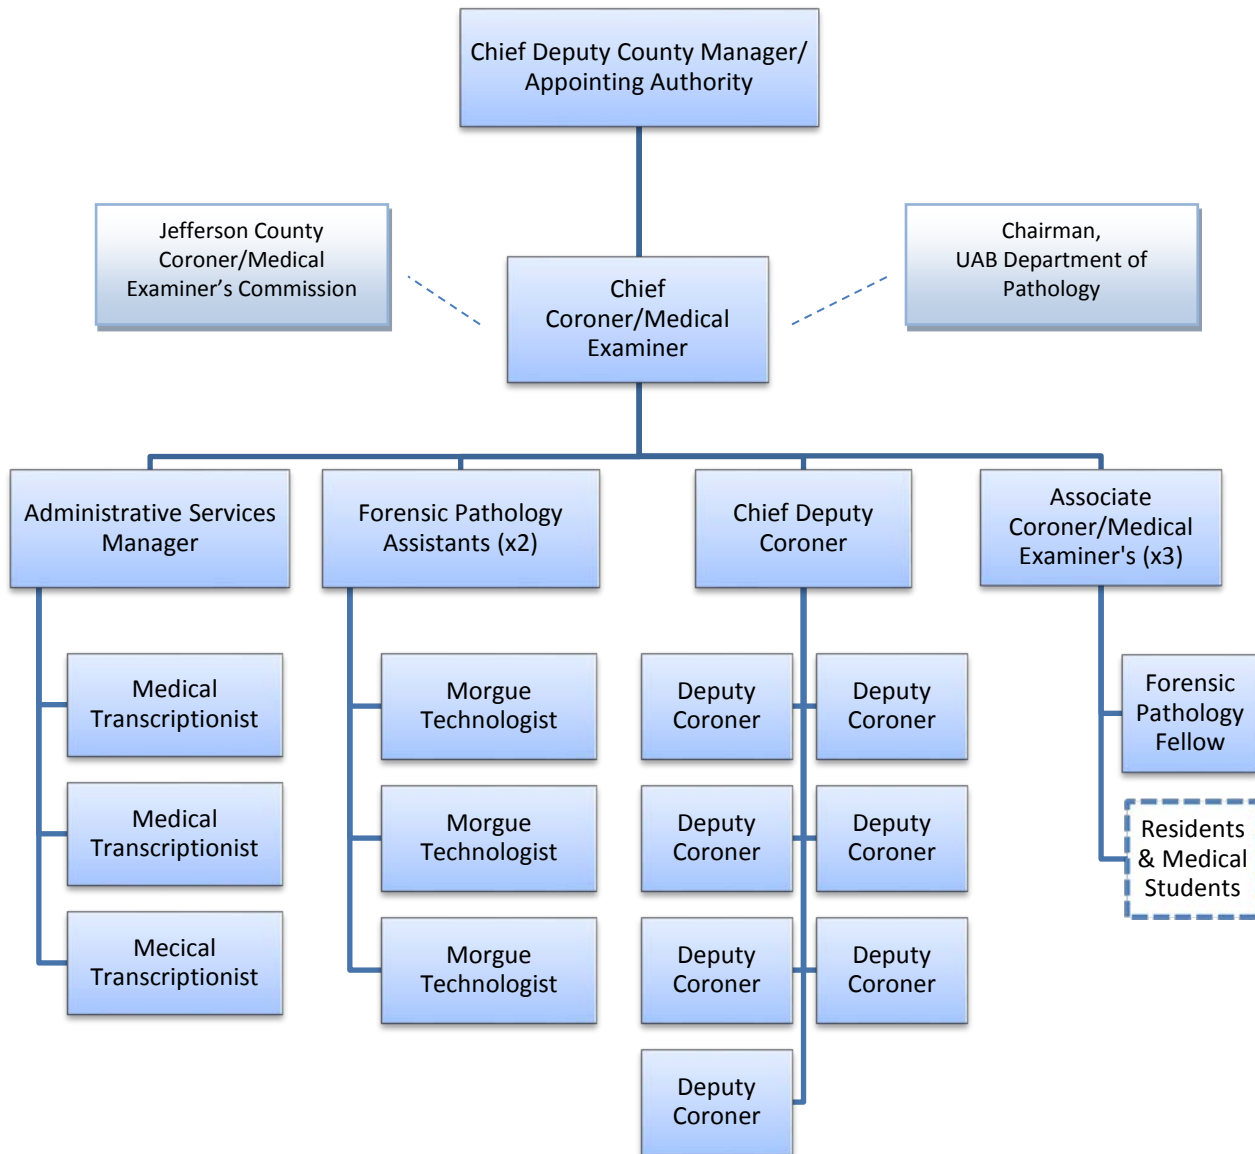 Chief Deputy County Manager/
Appointing Authority
Jefferson County
Coroner/Medical
Examiner’s Commission
Chairman,
UAB Department of
Pathology
Chief
Coroner/Medical
Examiner
Administrative Services
Manager
Forensic Pathology
Assistants (x2)
Chief Deputy
Coroner
Associate
Coroner/Medical
Examiner's (x3)
Medical
Transcriptionist
Morgue
Technologist
Deputy
Coroner
Deputy
Coroner
Forensic
Pathology
Fellow
Medical
Transcriptionist
Morgue
Technologist
Deputy
Coroner
Deputy
Coroner
Residents
& Medical
Students
Mecical
Transcriptionist
Morgue
Technologist
Deputy
Coroner
Deputy
Coroner
Deputy
Coroner